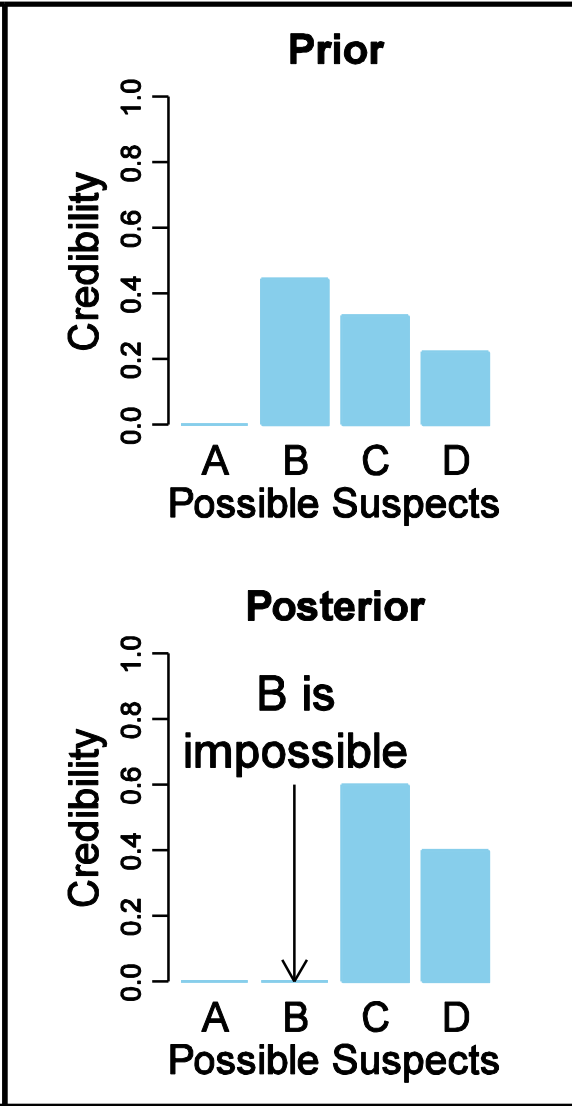 Prior
1.0
0.8
0.6
0.4
0.2
0.0
Credibility
A B C D
Possible Suspects
Posterior
1.0
0.8
0.6
0.4
0.2
0.0
Credibility
B is
impossible
A B C D
Possible Suspects